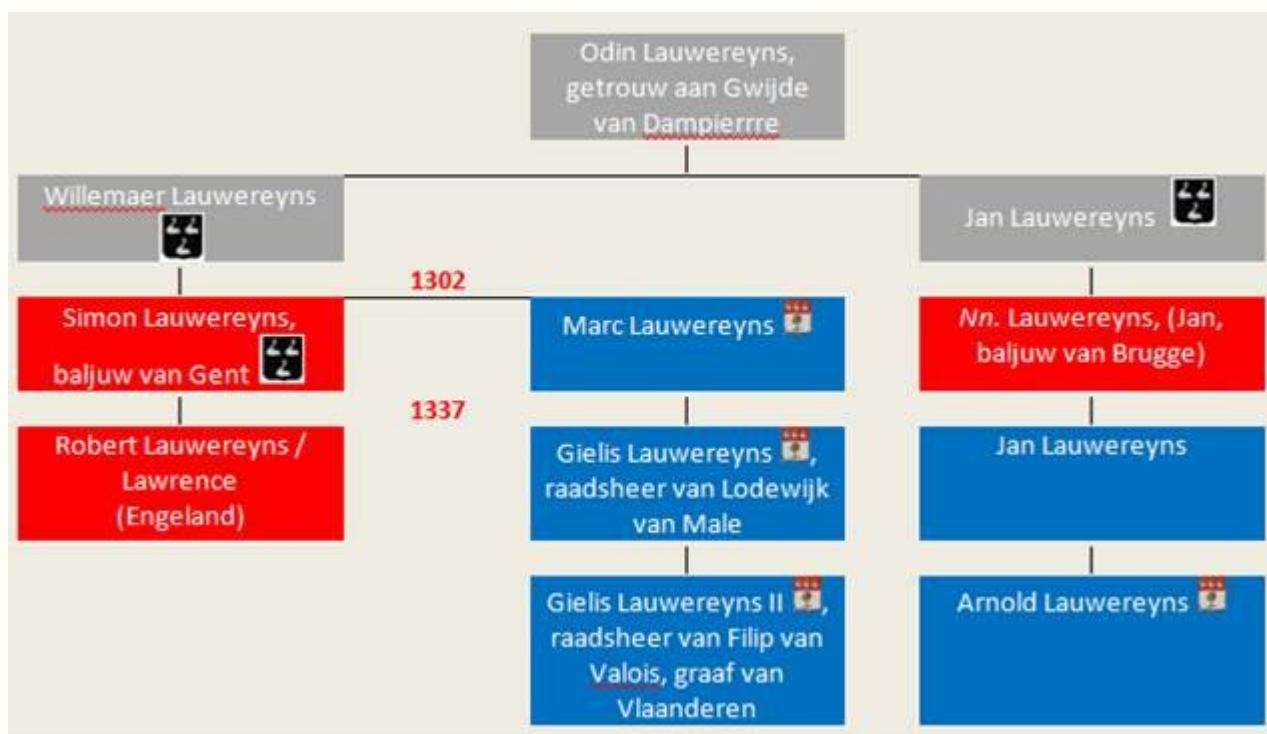 Odin Lauwereyns,
getrouw aan Gwijde
van Dampierrre
Willemaer Lauwereyns
Jan Lauwereyns
1302
Simon Lauwereyns,
baljuw van Gent
Marc Lauwereyns
Nn. Lauwereyns, (Jan,
baljuw van Brugge)
1337
Robert Lauwereyns /
Lawrence
(Engeland)
Gielis Lauwereyns ,
raadsheer van Lodewijk
van Male
Jan Lauwereyns
Gielis Lauwereyns II ,
raadsheer van Filip van
Valois, graaf van
Vlaanderen
Arnold Lauwereyns